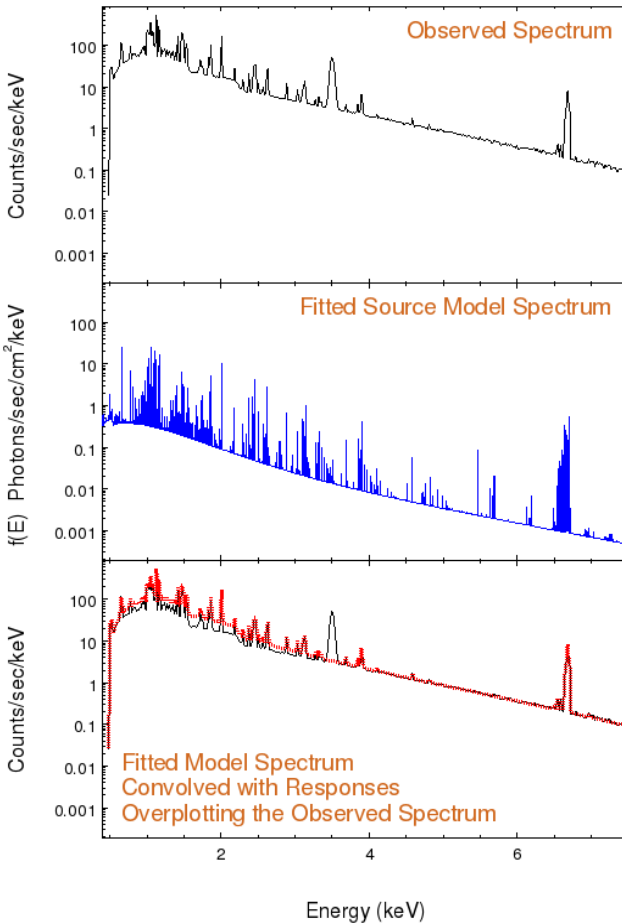 Observed Spectrum
Counts/sec/keV
100
10
1
0.1
0.01
0.001
Fitted Source Model Spectrum
f(E) Photons/sec/cm²/keV
100
10
1
0.1
0.01
0.001
Counts/sec/keV
100
10
1
0.1
0.01
0.001
Fitted Model Spectrum
Convolved with Responses
Overplotting the Observed Spectrum
2 4 6
Energy (keV)